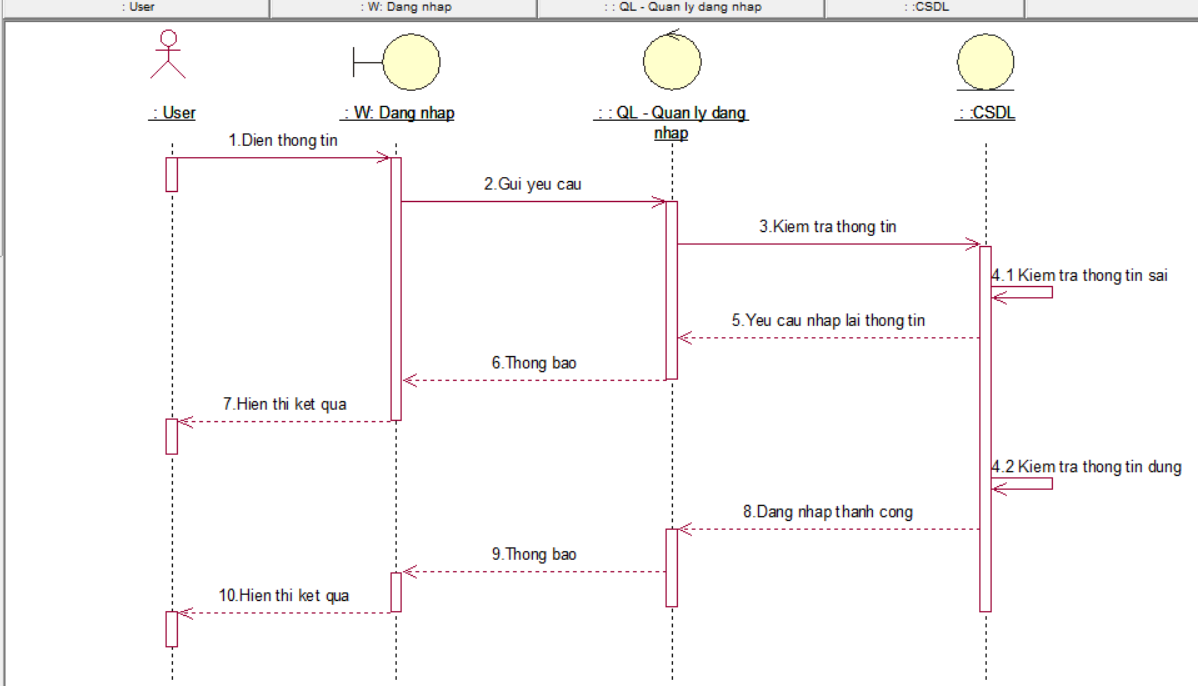 : User
: W: Dang nhap
: : QL - Quan ly dang nhap
: :CSDL
: User
: W: Dang nhap
: : QL - Quan ly dang
nhap
: :CSDL
1.Dien thong tin
2.Gui yeu cau
3.Kiem tra thong tin
4.1 Kiem tra thong tin sai
5.Yeu cau nhap lai thong tin
6.Thong bao
7.Hien thi ket qua
4.2 Kiem tra thong tin dung
8.Dang nhap thanh cong
9.Thong bao
10.Hien thi ket qua